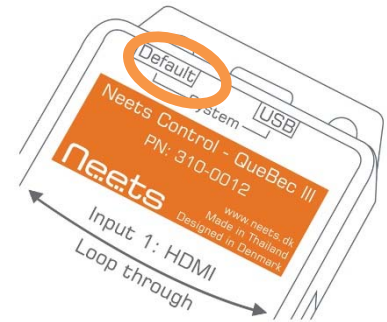 Default
System
USB
Neets Control - QueBec III
PN: 310-0012
neets
www.neets.dk
Made in Thailand
Designed in Denmark
Input 1: HDMI
Loop through